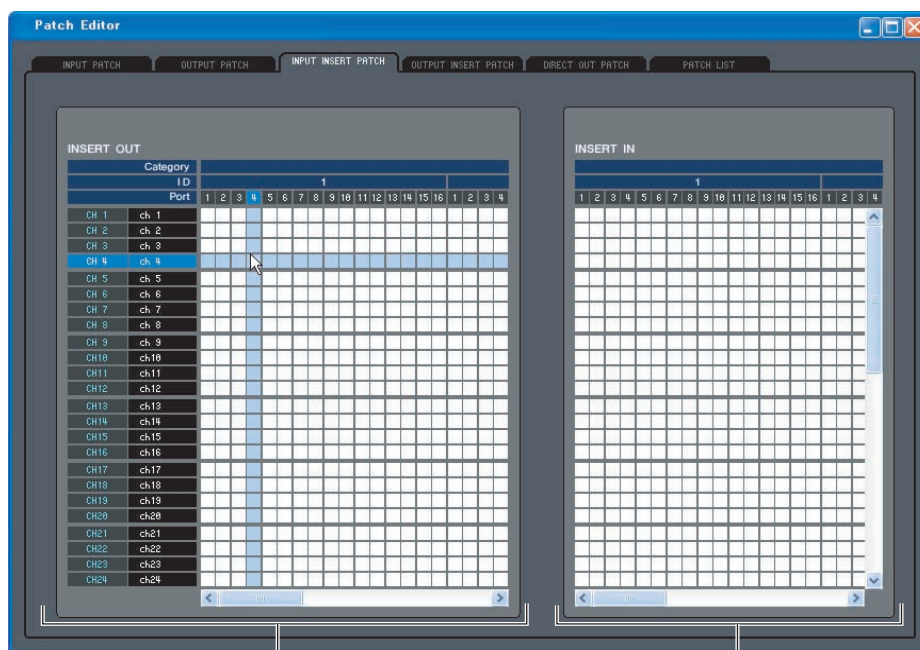 Patch Editor
INPUT PATCH OUTPUT PATCH INPUT INSERT PATCH OUTPUT INSERT PATCH DIRECT OUT PATCH PATCH LIST
INSERT OUT
Category
ID 1
Port 1 2 3 4 5 6 7 8 9 10 11 12 13 14 15 16 1 2 3 4
CH 1 ch 1
CH 2 ch 2
CH 3 ch 3
CH 4 ch 4
CH 5 ch 5
CH 6 ch 6
CH 7 ch 7
CH 8 ch 8
CH 9 ch 9
CH10 ch10
CH11 ch11
CH12 ch12
CH13 ch13
CH14 ch14
CH15 ch15
CH16 ch16
CH17 ch17
CH18 ch18
CH19 ch19
CH20 ch20
CH21 ch21
CH22 ch22
CH23 ch23
CH24 ch24
INSERT IN
1
1 2 3 4 5 6 7 8 9 10 11 12 13 14 15 16 1 2 3 4